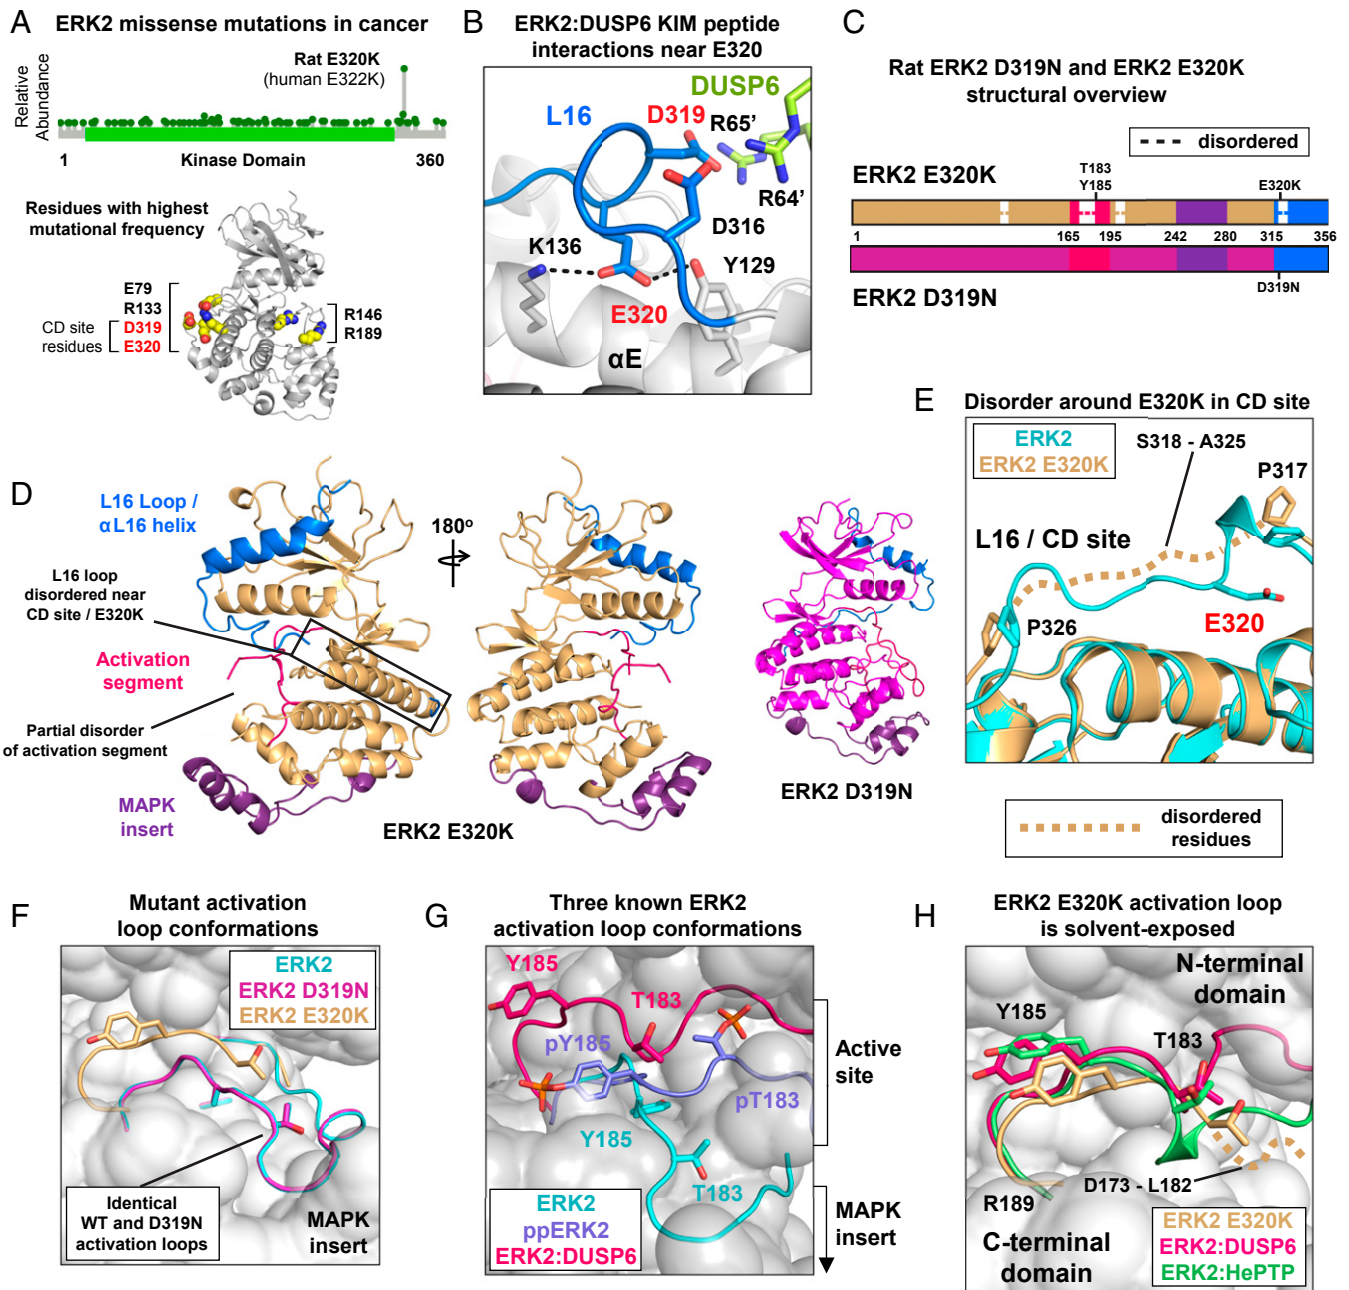 A
ERK2 missense mutations in cancer
Relative
Abundance
Rat E320K
(human E322K)
1
Kinase Domain
360
Residues with highest
mutational frequency
E79
R133
CD site
residues
D319
E320
R146
R189
B
ERK2:DUSP6 KIM peptide
interactions near E320
DUSP6
L16
D319
R65’
R64’
D316
K136
Y129
E320
αE
C
Rat ERK2 D319N and ERK2 E320K
structural overview
disordered
ERK2 E320K
T183
Y185
E320K
1
165
195
242
280
315
356
ERK2 D319N
D319N
D
L16 Loop /
αL16 helix
180º
L16 loop
disordered near
CD site / E320K
Activation
segment
Partial disorder
of activation segment
MAPK
insert
ERK2 E320K
ERK2 D319N
E
Disorder around E320K in CD site
ERK2
ERK2 E320K
S318 - A325
P317
L16 / CD site
P326
E320
disordered
residues
F
Mutant activation
loop conformations
ERK2
ERK2 D319N
ERK2 E320K
Identical
WT and D319N
activation loops
MAPK
insert
G
Three known ERK2
activation loop conformations
Y185
T183
pY185
pT183
Y185
T183
Active
site
MAPK
insert
ERK2
ppERK2
ERK2:DUSP6
H
ERK2 E320K activation loop
is solvent-exposed
N-terminal
domain
Y185
T183
D173 - L182
R189
C-terminal
domain
ERK2 E320K
ERK2:DUSP6
ERK2:HePTP